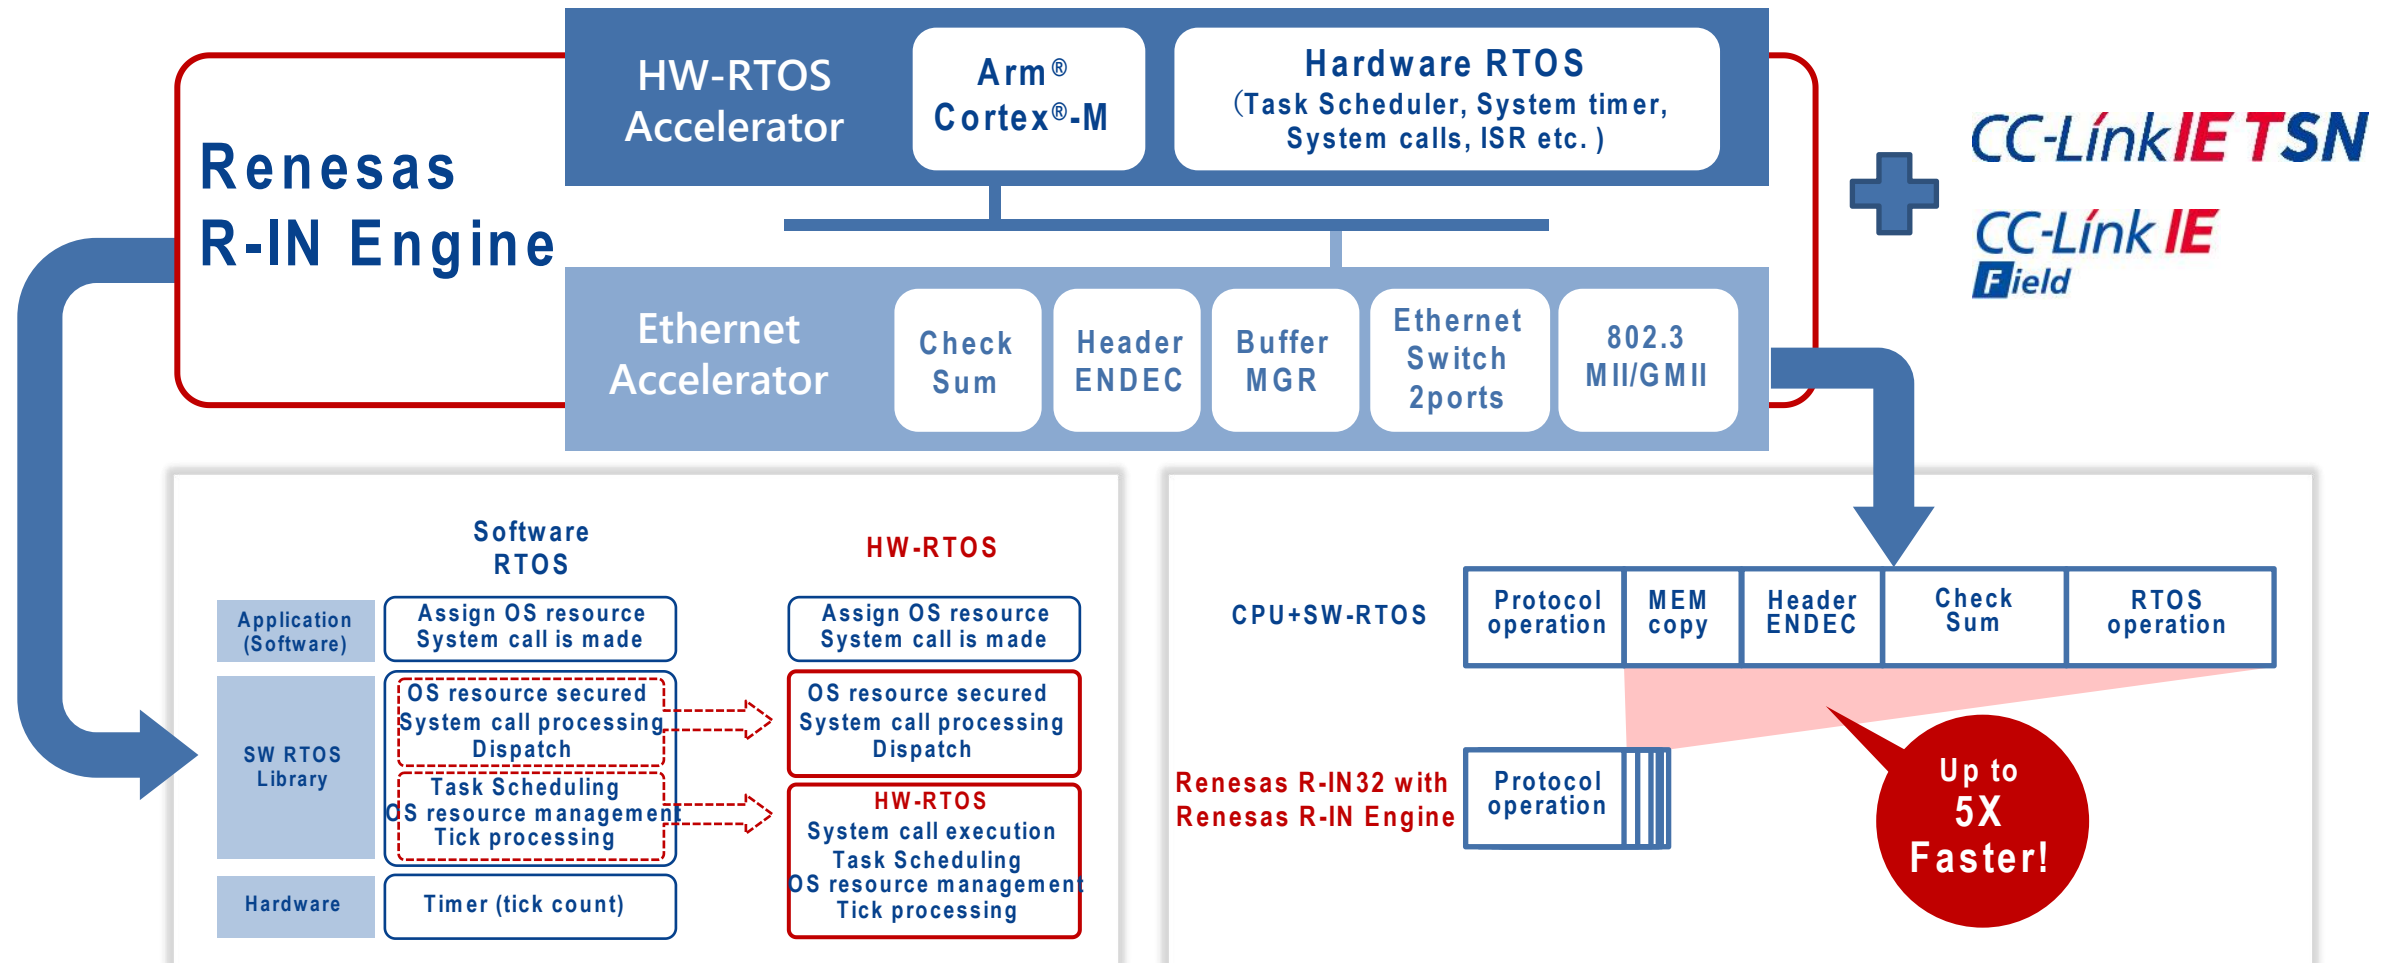 Renesas
R-IN Engine
HW-RTOS
Accelerator
Arm®
Cortex®-M
Hardware RTOS
(Task Scheduler, System timer,
System calls, ISR etc. )
CC-Línk IE TSN
CC-Línk IE
Field
Ethernet
Accelerator
Check
Sum
Header
ENDEC
Buffer
MGR
Ethernet
Switch
2ports
802.3
MII/GMII
Software
RTOS
HW-RTOS
Application
(Software)
Assign OS resource
System call is made
Assign OS resource
System call is made
SW RTOS
Library
OS resource secured
System call processing
Dispatch
Task Scheduling
OS resource management
Tick processing
OS resource secured
System call processing
Dispatch
HW-RTOS
System call execution
Task Scheduling
OS resource management
Tick processing
Hardware
Timer (tick count)
CPU+SW-RTOS
Protocol
operation
MEM
copy
Header
ENDEC
Check
Sum
RTOS
operation
Renesas R-IN32 with
Renesas R-IN Engine
Protocol
operation
Up to
5X
Faster!